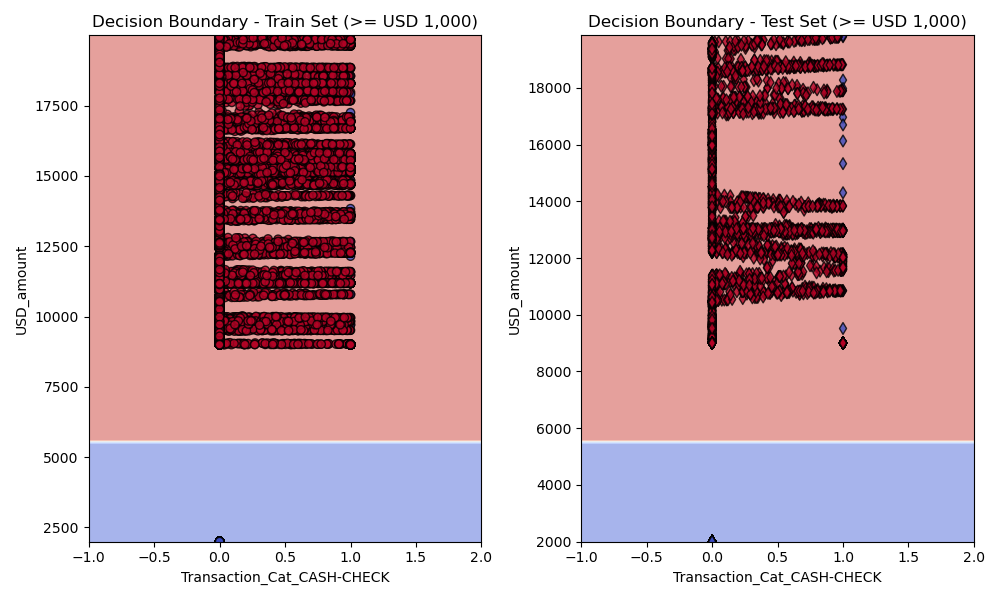 Decision Boundary - Train Set (>= USD 1,000)
USD_amount
17500
15000
12500
10000
7500
5000
2500
−1.0 −0.5 0.0 0.5 1.0 1.5 2.0
Transaction_Cat_CASH-CHECK
Decision Boundary - Test Set (>= USD 1,000)
USD_amount
18000
16000
14000
12000
10000
8000
6000
4000
2000
−1.0 −0.5 0.0 0.5 1.0 1.5 2.0
Transaction_Cat_CASH-CHECK